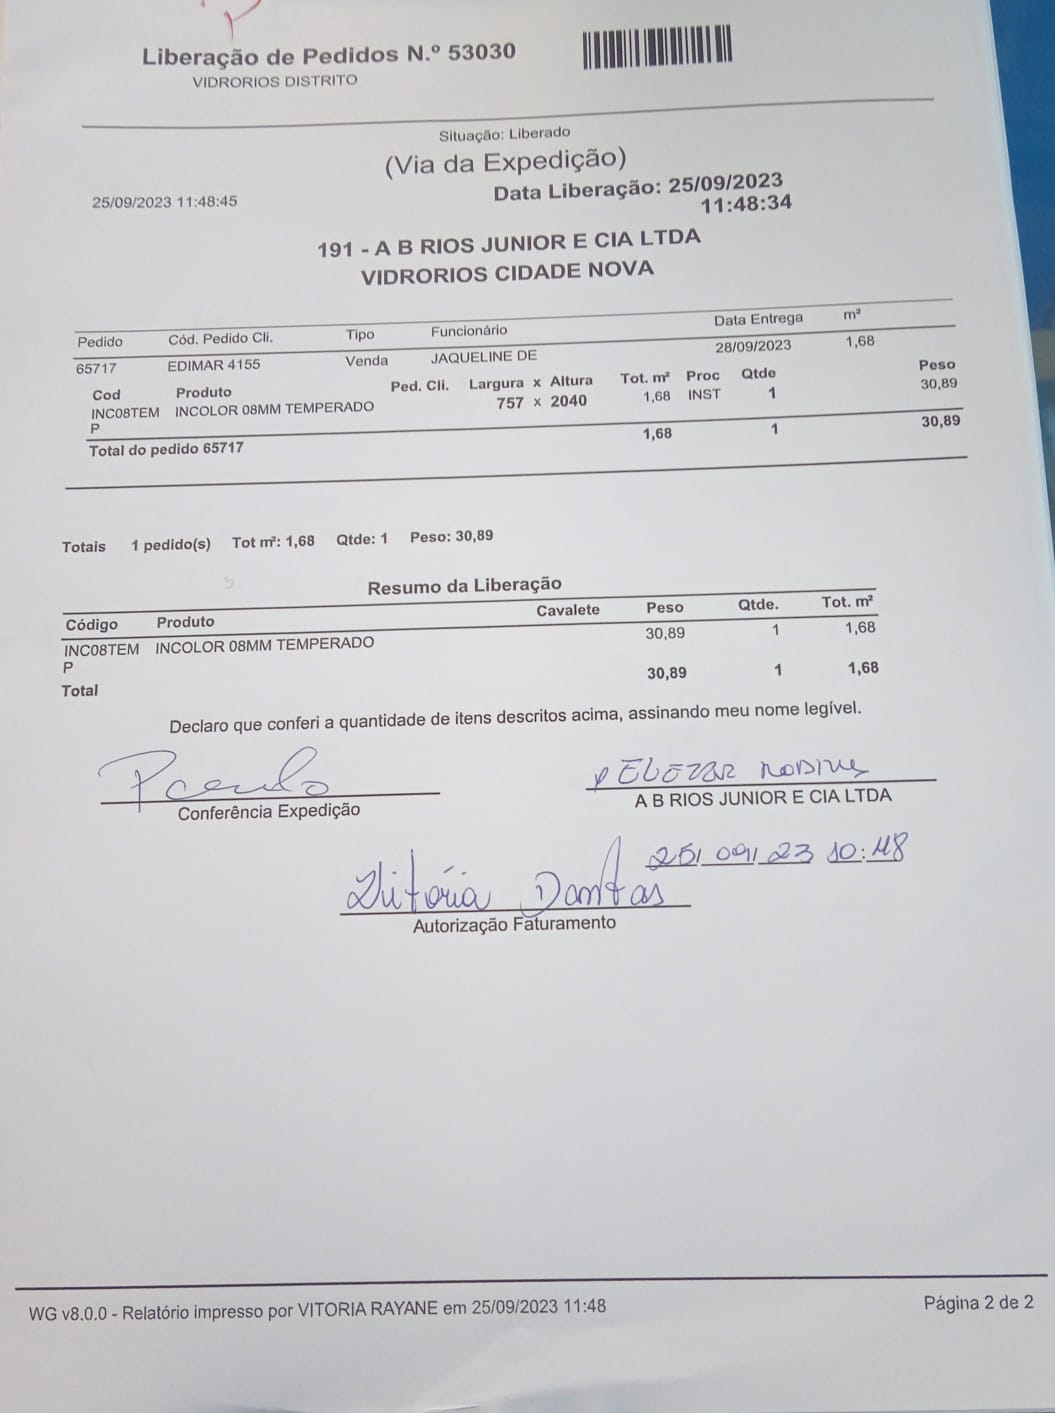 Liberação de Pedidos N.º 53030
VIDRORIOS DISTRITO
Situação: Liberado
(Via da Expedição)
25/09/2023 11:48:45
Data Liberação: 25/09/2023
11:48:34
191 - A B RIOS JUNIOR E CIA LTDA
VIDRORIOS CIDADE NOVA
Pedido Cód. Pedido Cli. Tipo Funcionário Data Entrega m²
65717 EDIMAR 4155 Venda JAQUELINE DE 28/09/2023 1,68
Cod Produto Ped. Cli. Largura x Altura Tot. m² Proc Qtde Peso
INC08TEM INCOLOR 08MM TEMPERADO 757 x 2040 1,68 INST 1 30,89
P
Total do pedido 65717 1,68 1 30,89
Totais 1 pedido(s) Tot m²: 1,68 Qtde: 1 Peso: 30,89
Resumo da Liberação
Código Produto Cavalete Peso Qtde. Tot. m²
INC08TEM INCOLOR 08MM TEMPERADO 30,89 1 1,68
P
Total 30,89 1 1,68
Declaro que conferi a quantidade de itens descritos acima, assinando meu nome legível.
Conferência Expedição
A B RIOS JUNIOR E CIA LTDA
25/09/23 10:48
Vitória Dantas
Autorização Faturamento
WG v8.0.0 - Relatório impresso por VITORIA RAYANE em 25/09/2023 11:48
Página 2 de 2